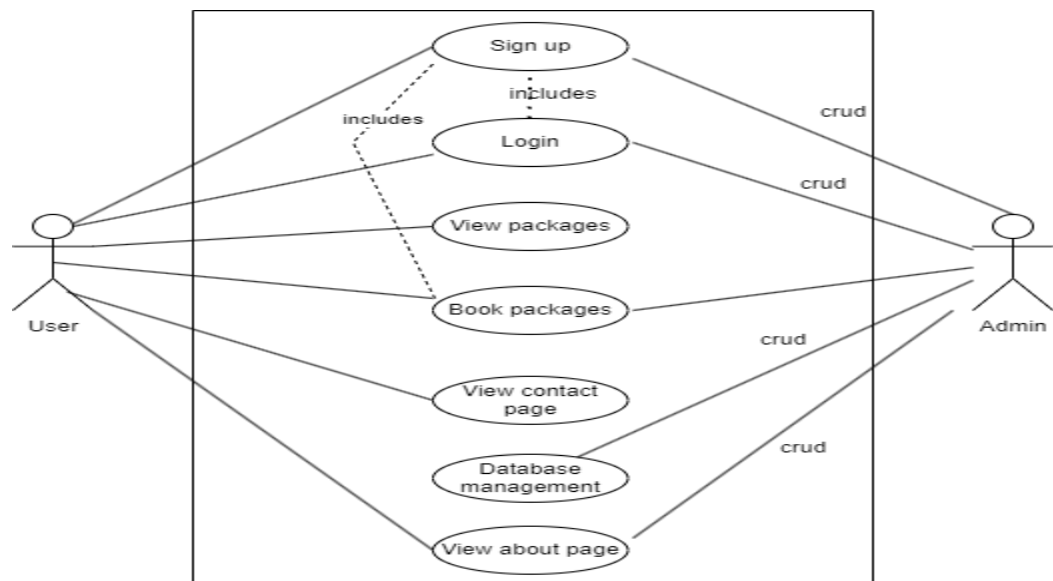 Sign up
includes
crud
includes
Login
crud
View packages
Book packages
User
Admin
crud
View contact
page
crud
Database
management
View about page